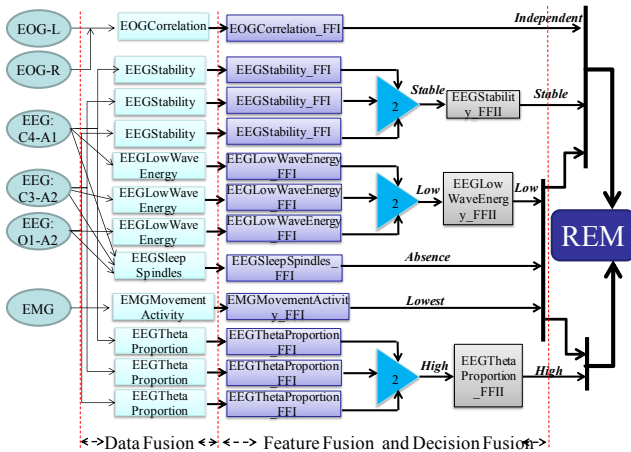 EOG-L
EOG-R
EEG:
C4-A1
EEG:
C3-A2
EEG:
O1-A2
EMG
EOGCorrelation
EEGStability
EEGStability
EEGStability
EEGLowWave
Energy
EEGLowWave
Energy
EEGLowWave
Energy
EEGSleep
Spindles
EMGMovement
Activity
EEGTheta
Proportion
EEGTheta
Proportion
EEGTheta
Proportion
EOGCorrelation_FFI
EEGStability_FFI
EEGStability_FFI
EEGStability_FFI
EEGLowWaveEnergy
_FFI
EEGLowWaveEnergy
_FFI
EEGLowWaveEnergy
_FFI
EEGSleepSpindles_
FFI
EMGMovementActivit
y_FFI
EEGThetaProportion
_FFI
EEGThetaProportion
_FFI
EEGThetaProportion
_FFI
2
2
2
Independent
Stable
EEGStabilit
y_FFII
Stable
Low
EEGLow
WaveEner
gy_FFII
Low
Absence
Lowest
High
EEGTheta
Proportion
_FFII
High
REM
Data Fusion
Feature Fusion and Decision Fusion